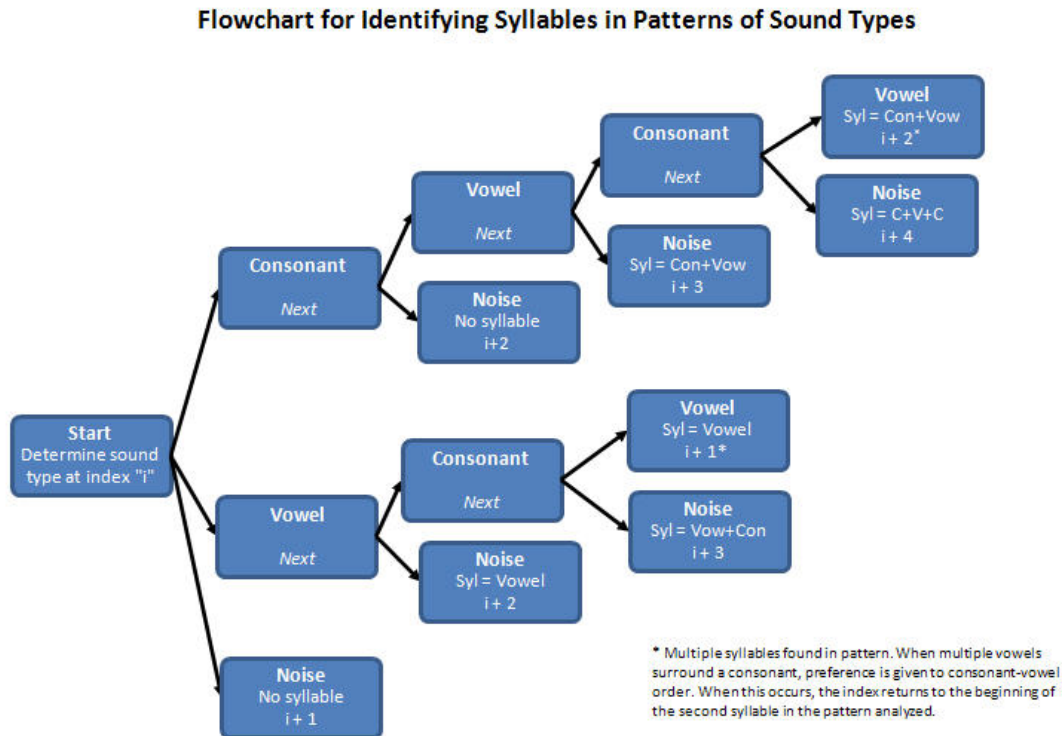 Flowchart for Identifying Syllables in Patterns of Sound Types
Vowel
Syl = Con+Vow
i + 2*
Consonant
Next
Noise
Syl = C+V+C
i + 4
Vowel
Next
Noise
Syl = Con+Vow
i + 3
Consonant
Next
Noise
No syllable
i+2
Start
Determine sound
type at index "i"
Vowel
Syl = Vowel
i + 1*
Consonant
Next
Noise
Syl = Vow+Con
i + 3
Vowel
Next
Noise
Syl = Vowel
i + 2
Noise
No syllable
i + 1
* Multiple syllables found in pattern. When multiple vowels
surround a consonant, preference is given to consonant-vowel
order. When this occurs, the index returns to the beginning of
the second syllable in the pattern analyzed.